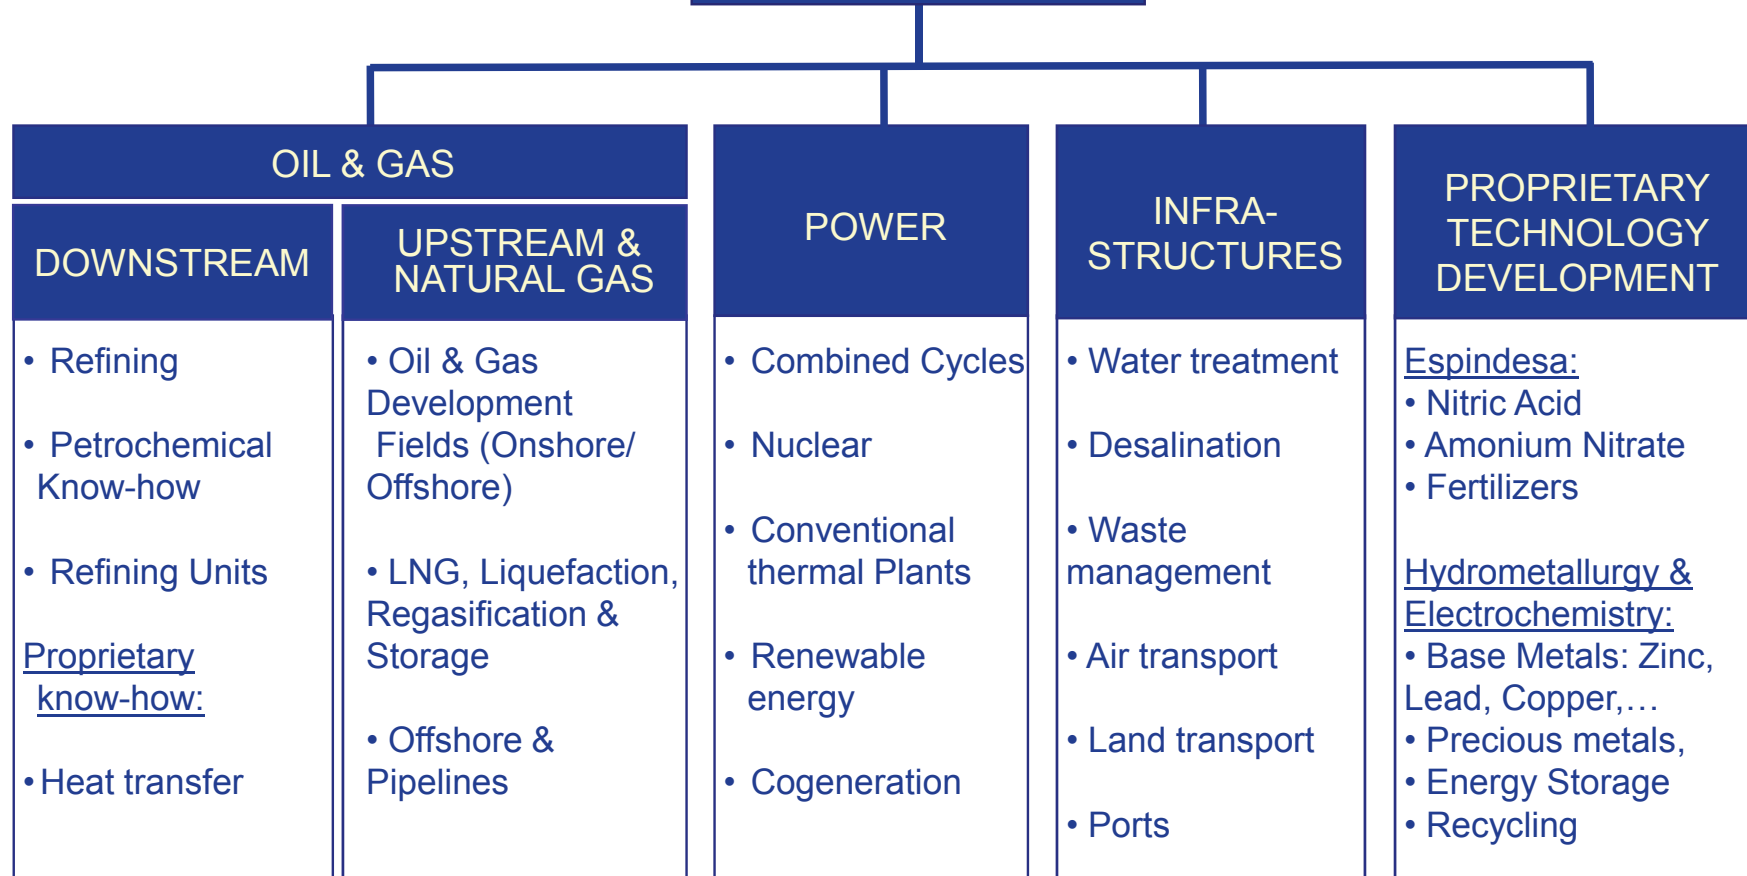 OIL & GAS
DOWNSTREAM
• Refining
• Petrochemical
Know-how
• Refining Units
Proprietary
know-how:
• Heat transfer
UPSTREAM &
NATURAL GAS
• Oil & Gas
Development
Fields (Onshore/
Offshore)
• LNG, Liquefaction,
Regasification &
Storage
• Offshore &
Pipelines
POWER
• Combined Cycles
• Nuclear
• Conventional
thermal Plants
• Renewable
energy
• Cogeneration
INFRA-
STRUCTURES
• Water treatment
• Desalination
• Waste
management
• Air transport
• Land transport
• Ports
PROPRIETARY
TECHNOLOGY
DEVELOPMENT
Espindesa:
• Nitric Acid
• Amonium Nitrate
• Fertilizers
Hydrometallurgy &
Electrochemistry:
• Base Metals: Zinc,
Lead, Copper,…
• Precious metals,
• Energy Storage
• Recycling